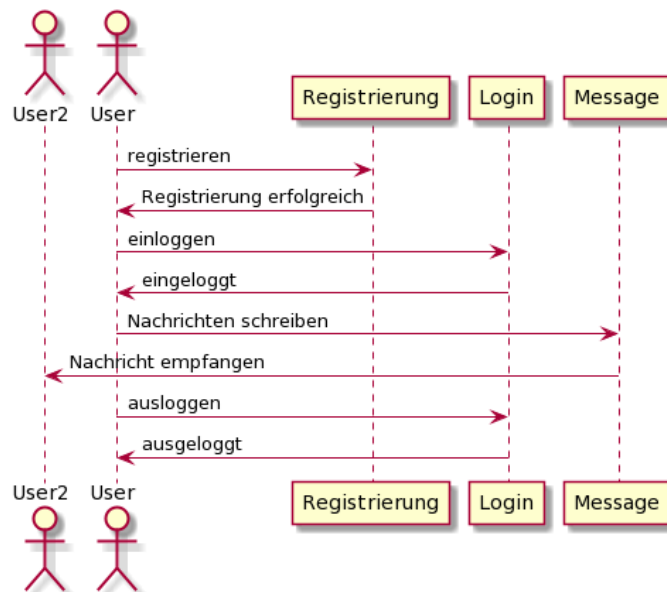 User2
User
Registrierung
Login
Message
registrieren
Registrierung erfolgreich
einloggen
eingeloggt
Nachrichten schreiben
Nachricht empfangen
ausloggen
ausgeloggt
User2
User
Registrierung
Login
Message